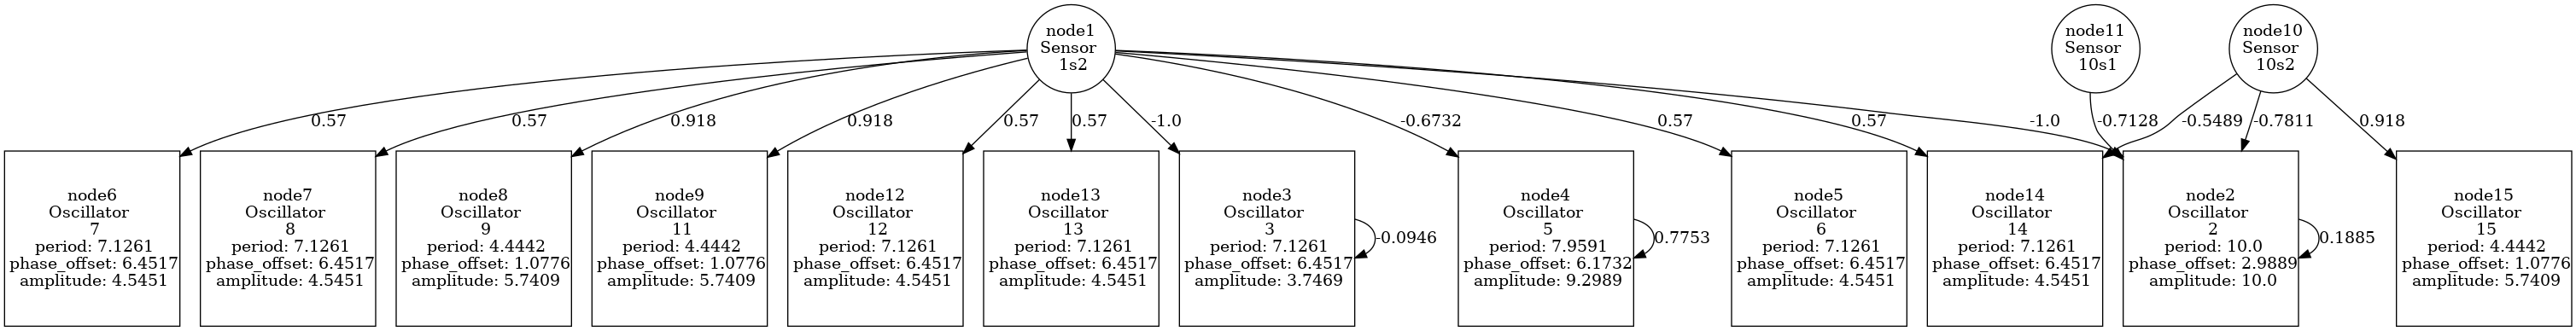 node1
Sensor
1s2
node11
Sensor
10s1
node10
Sensor
10s2
0.57
0.57
0.918
0.918
0.57
0.57
-1.0
-0.6732
0.57
0.57
-1.0
-0.7128
-0.5489
-0.7811
0.918
node6
Oscillator
7
period: 7.1261
phase_offset: 6.4517
amplitude: 4.5451
node7
Oscillator
8
period: 7.1261
phase_offset: 6.4517
amplitude: 4.5451
node8
Oscillator
9
period: 4.4442
phase_offset: 1.0776
amplitude: 5.7409
node9
Oscillator
11
period: 4.4442
phase_offset: 1.0776
amplitude: 5.7409
node12
Oscillator
12
period: 7.1261
phase_offset: 6.4517
amplitude: 4.5451
node13
Oscillator
13
period: 7.1261
phase_offset: 6.4517
amplitude: 4.5451
node3
Oscillator
3
period: 7.1261
phase_offset: 6.4517
amplitude: 3.7469
-0.0946
node4
Oscillator
5
period: 7.9591
phase_offset: 6.1732
amplitude: 9.2989
0.7753
node5
Oscillator
6
period: 7.1261
phase_offset: 6.4517
amplitude: 4.5451
node14
Oscillator
14
period: 7.1261
phase_offset: 6.4517
amplitude: 4.5451
node2
Oscillator
2
period: 10.0
phase_offset: 2.9889
amplitude: 10.0
0.1885
node15
Oscillator
15
period: 4.4442
phase_offset: 1.0776
amplitude: 5.7409